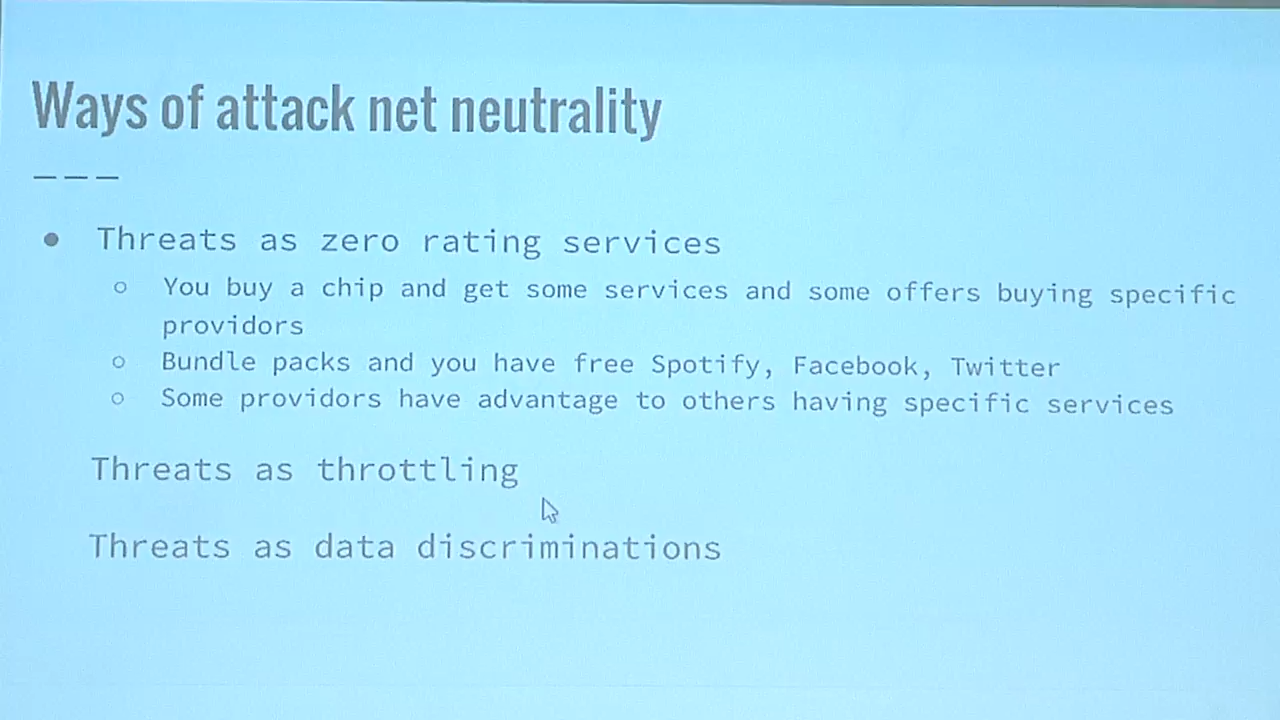 Ways of attack net neutrality
● Threats as zero rating services
○ You buy a chip and get some services and some offers buying specific
providors
○ Bundle packs and you have free Spotify, Facebook, Twitter
○ Some providors have advantage to others having specific services
Threats as throttling
Threats as data discriminations